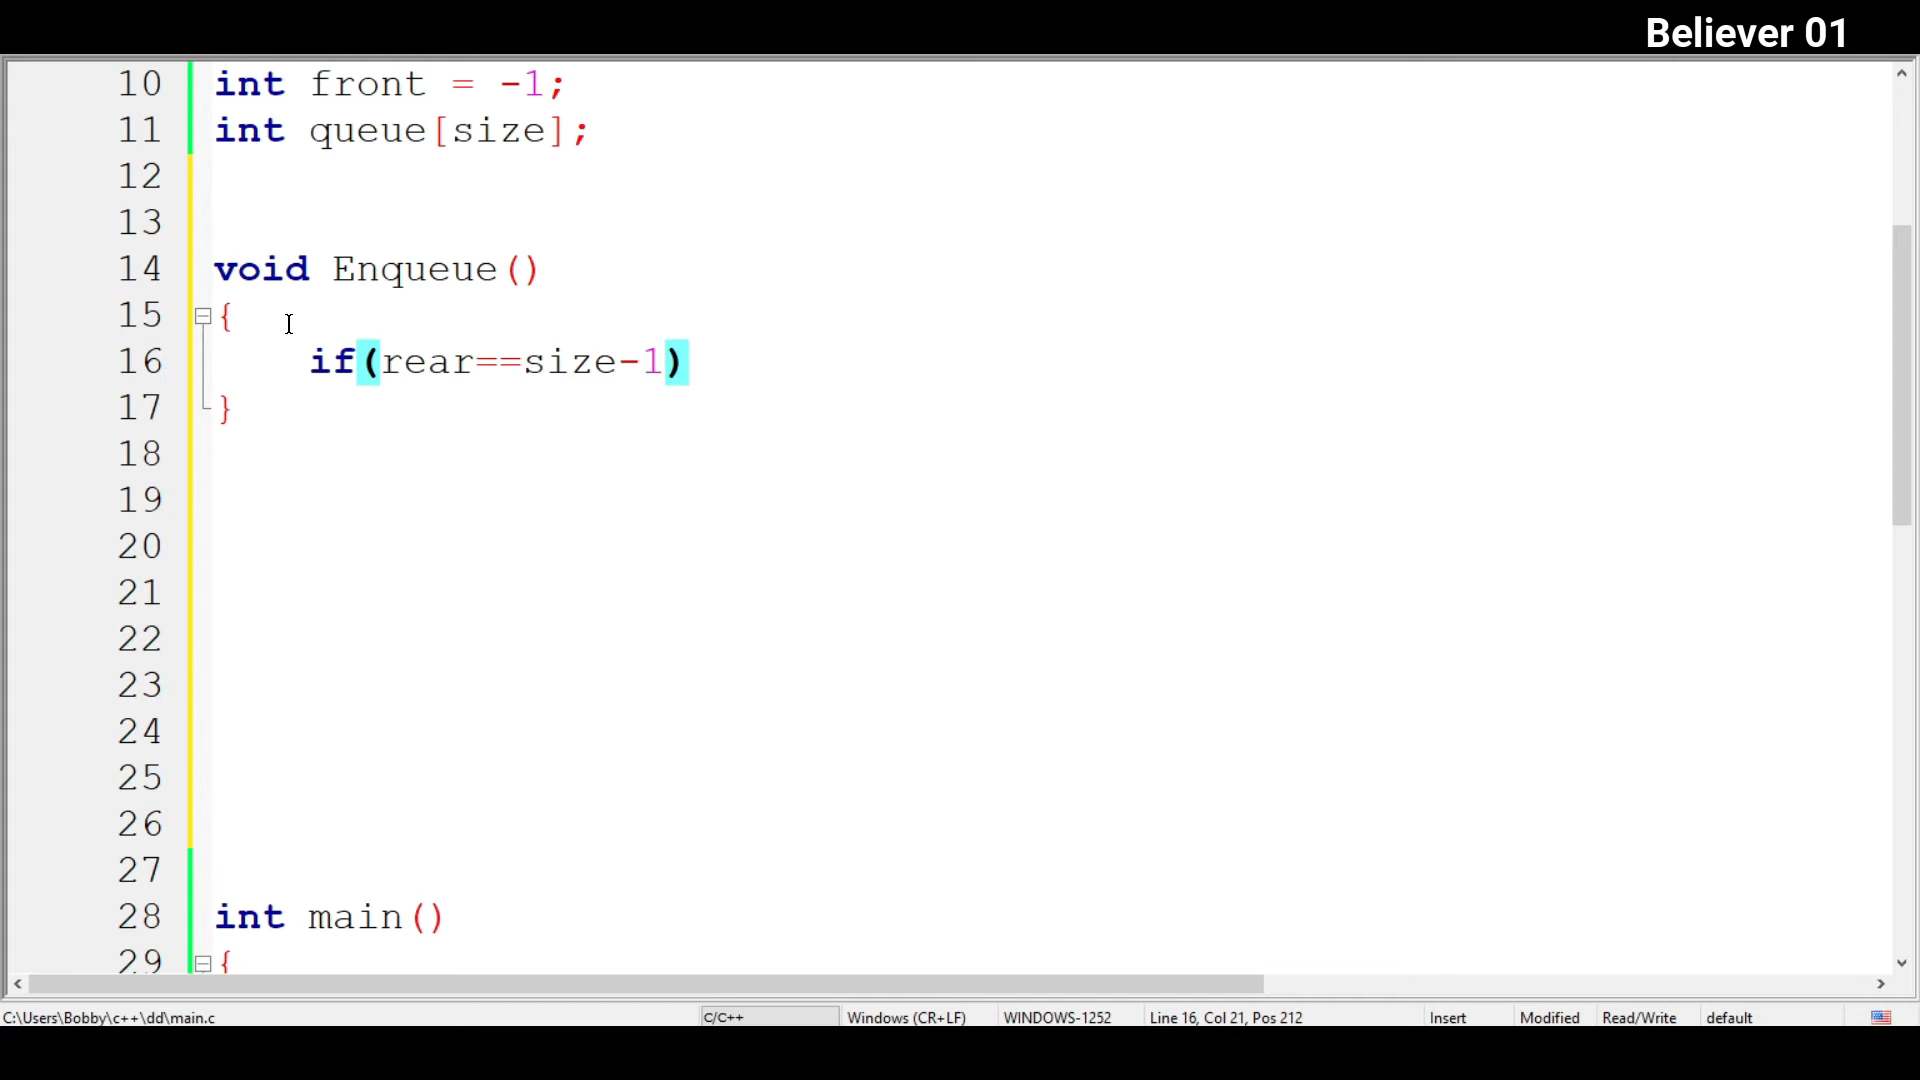 Believer 01
10 int front = -1;
11 int queue[size];
12
13
14 void Enqueue()
15 {
16 if(rear==size-1)
17 }
18
19
20
21
22
23
24
25
26
27
28 int main()
29 {
C:\Users\Bobby\c++\dd\main.c C/C++ Windows (CR+LF) WINDOWS-1252 Line 16, Col 21, Pos 212 Insert Modified Read/Write default